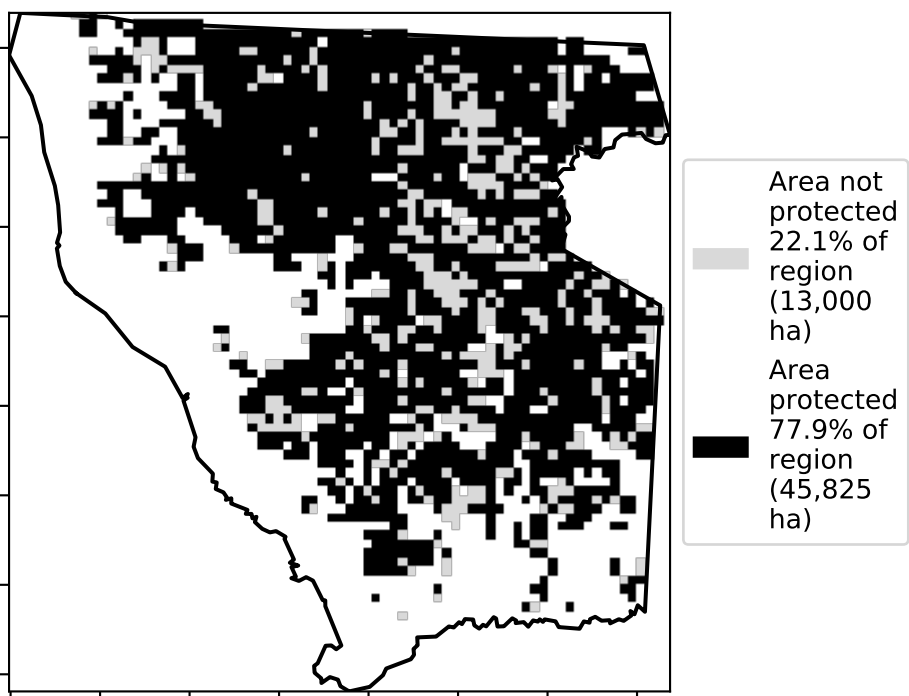 Area not
protected
22.1% of
region
(13,000
ha)
Area
protected
77.9% of
region
(45,825
ha)